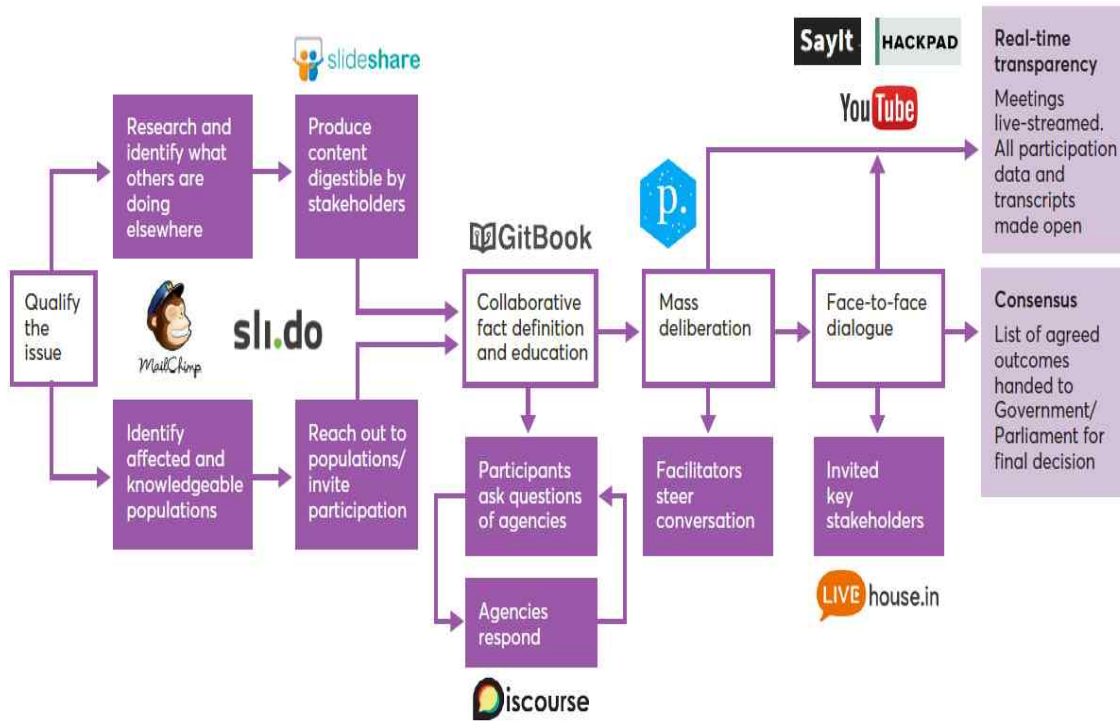 slideshare
SayIt
HACKPAD
YouTube
Real-time
transparency
Meetings
live-streamed.
All participation
data and
transcripts
made open
Research and
identify what
others are
doing
elsewhere
Produce
content
digestible by
stakeholders
p.
GitBook
Qualify
the
issue
MailChimp
sli.do
Collaborative
fact definition
and education
Mass
deliberation
Face-to-face
dialogue
Consensus
List of agreed
outcomes
handed to
Government/
Parliament for
final decision
Identify
affected and
knowledgeable
populations
Reach out to
populations/
invite
participation
Participants
ask questions
of agencies
Facilitators
steer
conversation
Invited
key
stakeholders
Agencies
respond
LIVE house.in
Discourse